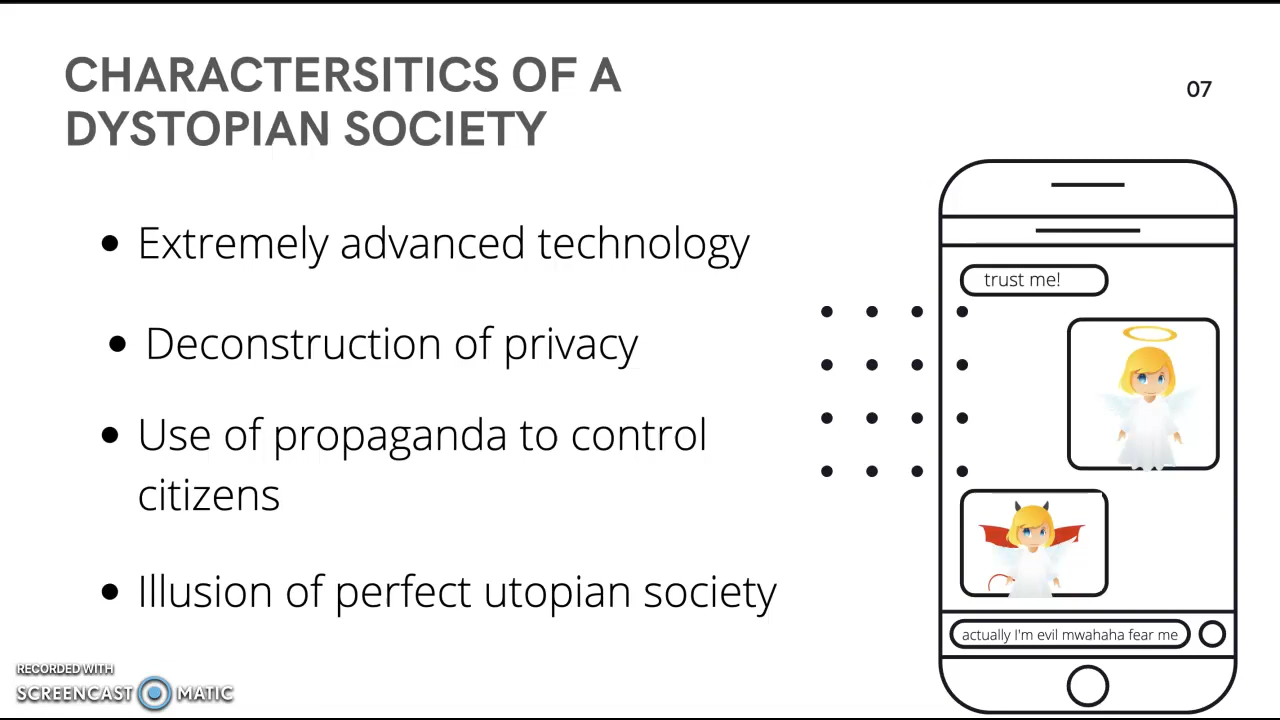 CHARACTERSITICS OF A
DYSTOPIAN SOCIETY
07
Extremely advanced technology
Deconstruction of privacy
Use of propaganda to control
citizens
Illusion of perfect utopian society
trust me!
actually I'm evil mwahaha fear me
RECORDED WITH
SCREENCAST MATIC